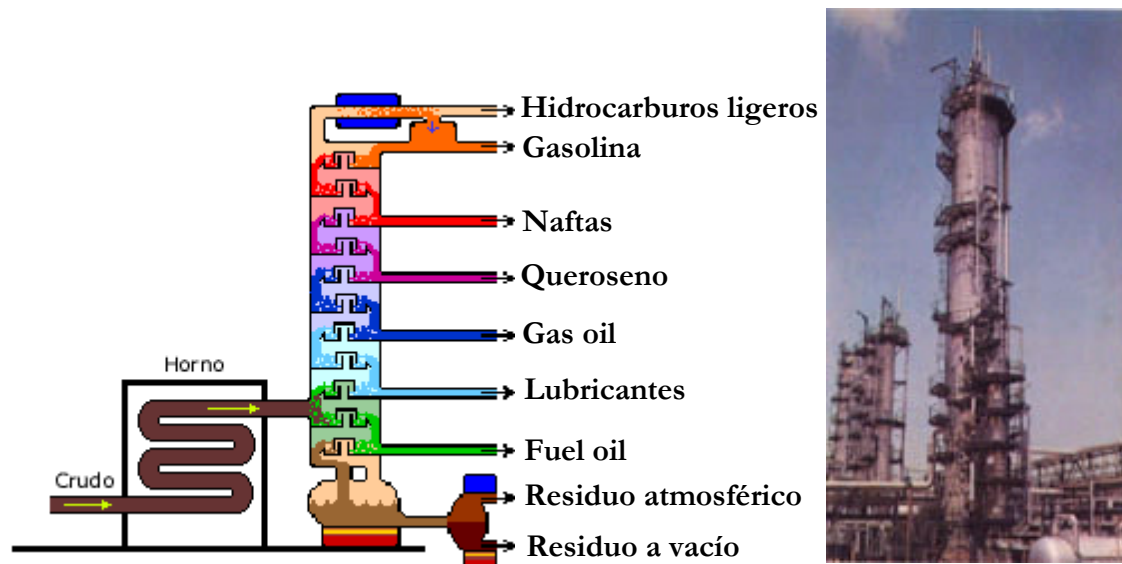 Hidrocarburos ligeros
Gasolina
Naftas
Queroseno
Gas oil
Horno
Lubricantes
Fuel oil
Crudo
Residuo atmosférico
Residuo a vacío